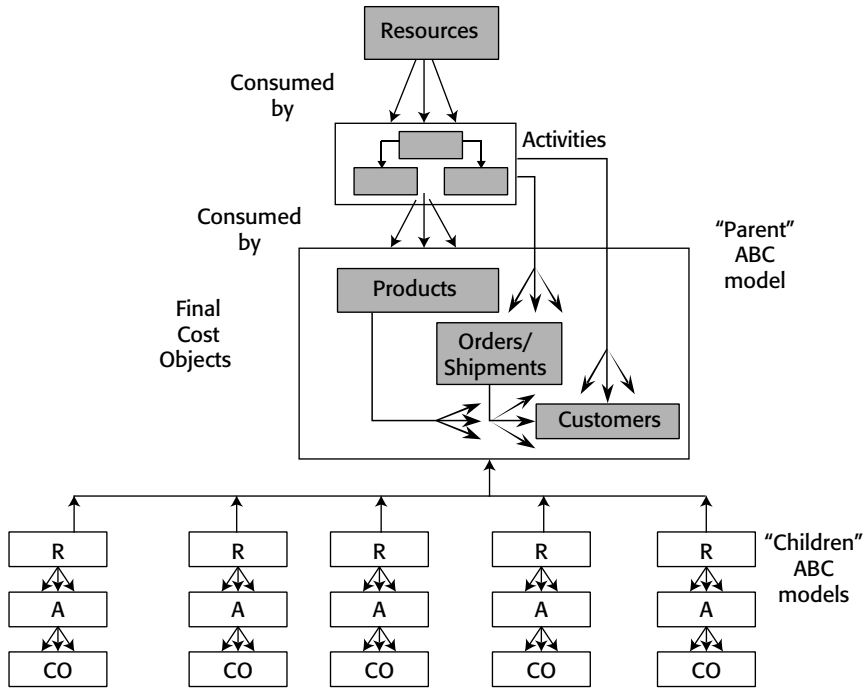 Resources
Consumed
by
Activities
Consumed
by
“Parent”
ABC
model
Products
Final
Cost
Objects
Orders/
Shipments
Customers
R
R
R
R
R
“Children”
ABC
models
A
A
A
A
A
CO
CO
CO
CO
CO